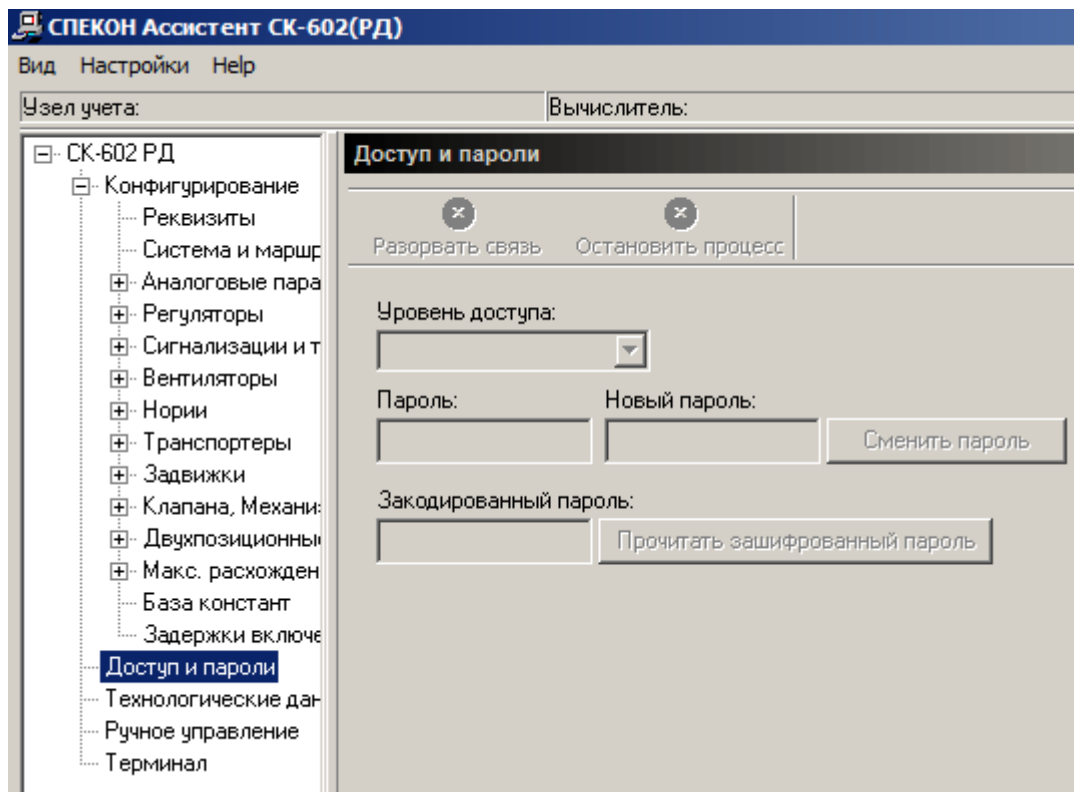 СПЕКОН Ассистент СК-602(РД)
Вид Настройки Help
Узел учета: Вычислитель:
СК-602 РД
Конфигурирование
Реквизиты
Система и маршр
Аналоговые пара
Регуляторы
Сигнализации и т
Вентиляторы
Нории
Транспортеры
Задвижки
Клапана, Механи
Двухпозиционны
Макс. расхожден
База констант
Задержки включе
Доступ и пароли
Технологические дан
Ручное управление
Терминал
Доступ и пароли
Разорвать связь Остановить процесс
Уровень доступа:
Пароль: Новый пароль:
Сменить пароль
Закодированный пароль:
Прочитать зашифрованный пароль